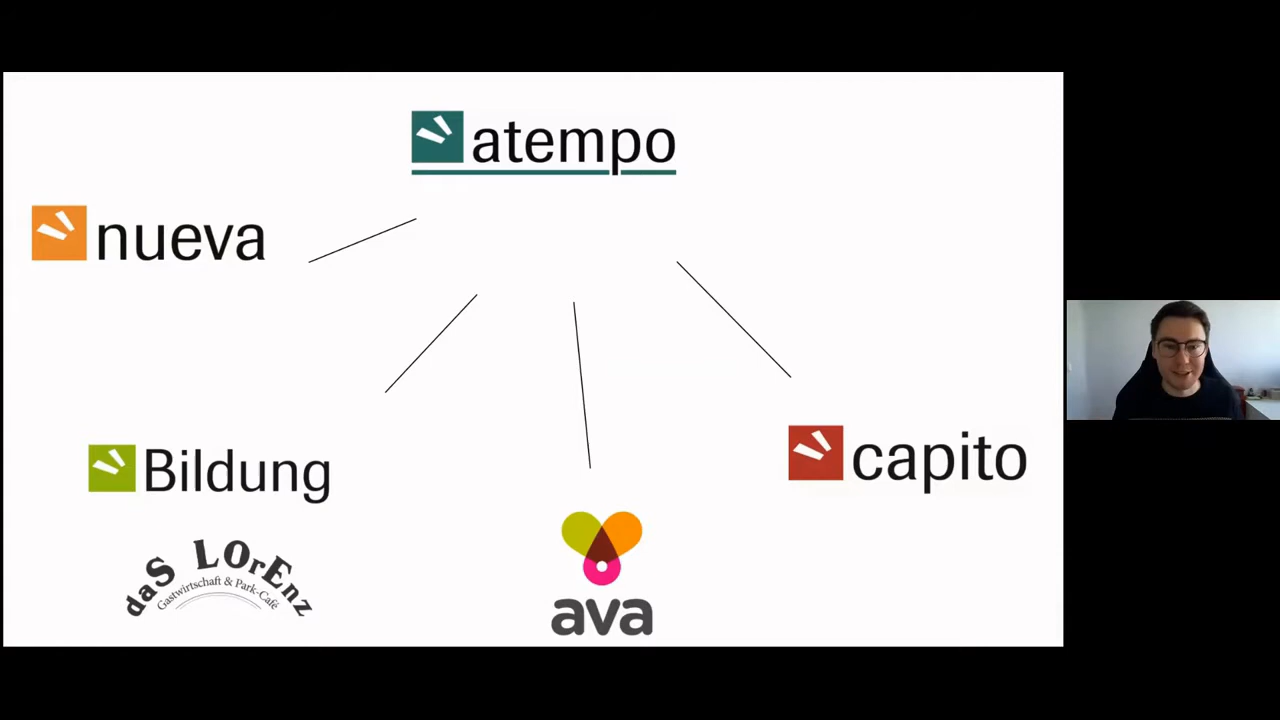 atempo
nueva
Bildung
capito
daS LOrEnz
Gastwirtschaft & Park-Café
ava